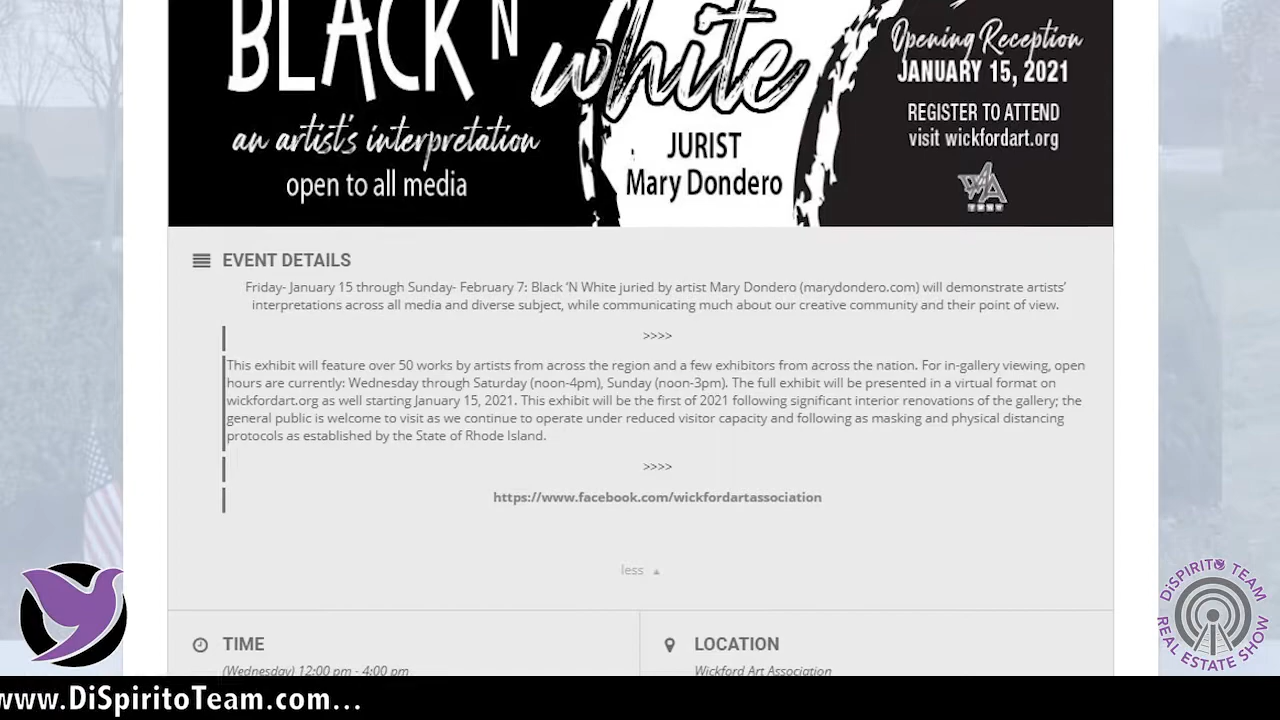 BLACK 'N
white
an artist's interpretation
open to all media
JURIST
Mary Dondero
Opening Reception
JANUARY 15, 2021
REGISTER TO ATTEND
visit wickfordart.org
EVENT DETAILS
Friday- January 15 through Sunday- February 7: Black ‘N White juried by artist Mary Dondero (marydondero.com) will demonstrate artists’
interpretations across all media and diverse subject, while communicating much about our creative community and their point of view.
>>>>
This exhibit will feature over 50 works by artists from across the region and a few exhibitors from across the nation. For in-gallery viewing, open
hours are currently: Wednesday through Saturday (noon-4pm), Sunday (noon-3pm). The full exhibit will be presented in a virtual format on
wickfordart.org as well starting January 15, 2021. This exhibit will be the first of 2021 following significant interior renovations of the gallery; the
general public is welcome to visit as we continue to operate under reduced visitor capacity and following as masking and physical distancing
protocols as established by the State of Rhode Island.
>>>>
https://www.facebook.com/wickfordartassociation
less ▲
TIME
(Wednesday) 12:00 pm - 4:00 pm
LOCATION
Wickford Art Association
DiSPIRITO TEAM
REAL ESTATE SHOW
www.DiSpiritoTeam.com...